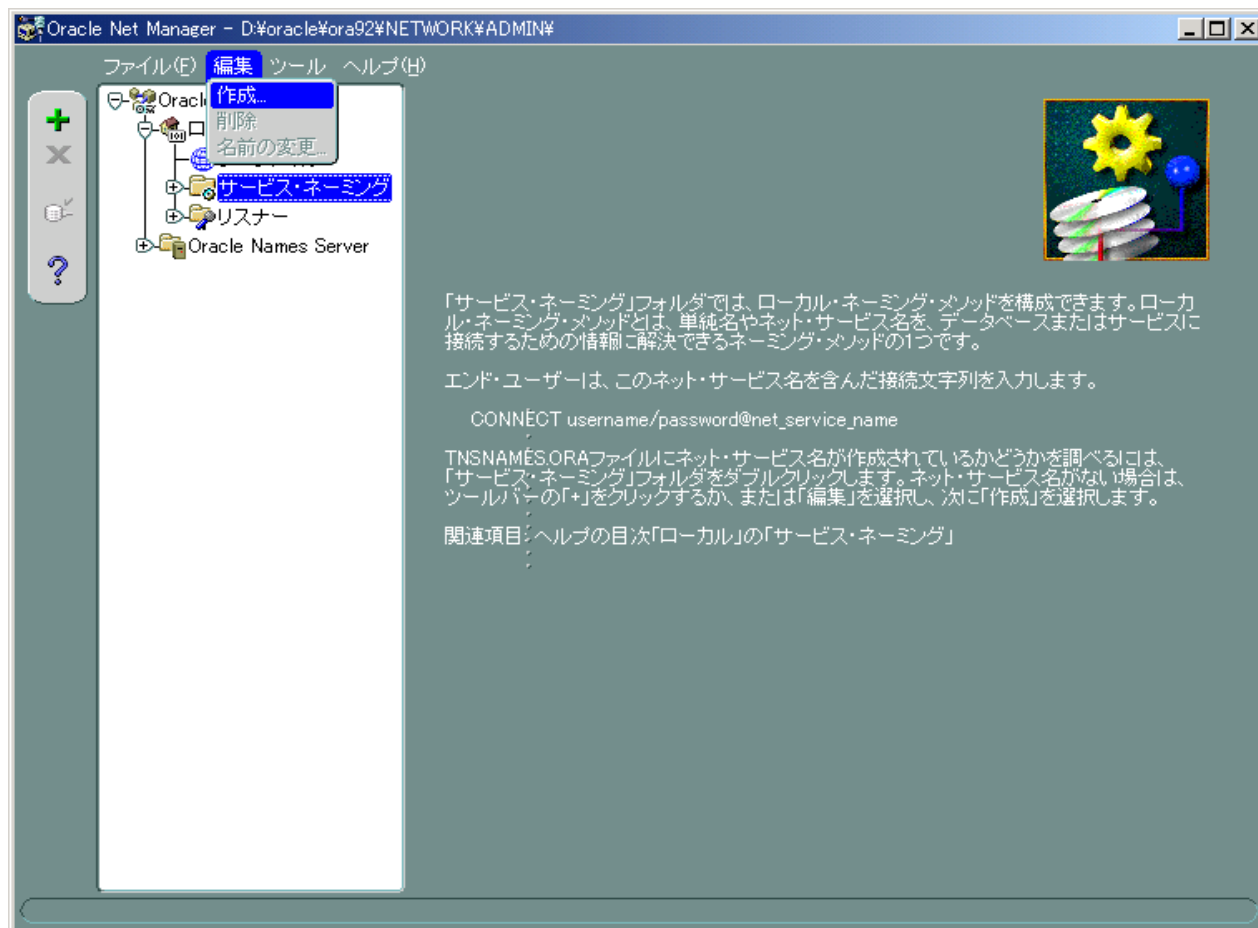 Oracle Net Manager - D:¥oracle¥ora92¥NETWORK¥ADMIN¥
ファイル(F) 編集 ツール ヘルプ(H)
作成...
削除
名前の変更...
サービス・ネーミング
リスナー
Oracle Names Server
「サービス・ネーミング」フォルダでは、ローカル・ネーミング・メソッドを構成できます。ローカ
ル・ネーミング・メソッドとは、単純名やネット・サービス名を、データベースまたはサービスに
接続するための情報に解決できるネーミング・メソッドの1つです。
エンド・ユーザーは、このネット・サービス名を含んだ接続文字列を入力します。
CONNECT username/password@net_service_name
TNSNAMES.ORAファイルにネット・サービス名が作成されているかどうかを調べるには、
「サービス・ネーミング」フォルダをダブルクリックします。ネット・サービス名がない場合は、
ツールバーの「+」をクリックするか、または「編集」を選択し、次に「作成」を選択します。
関連項目: ヘルプの目次「ローカル」の「サービス・ネーミング」